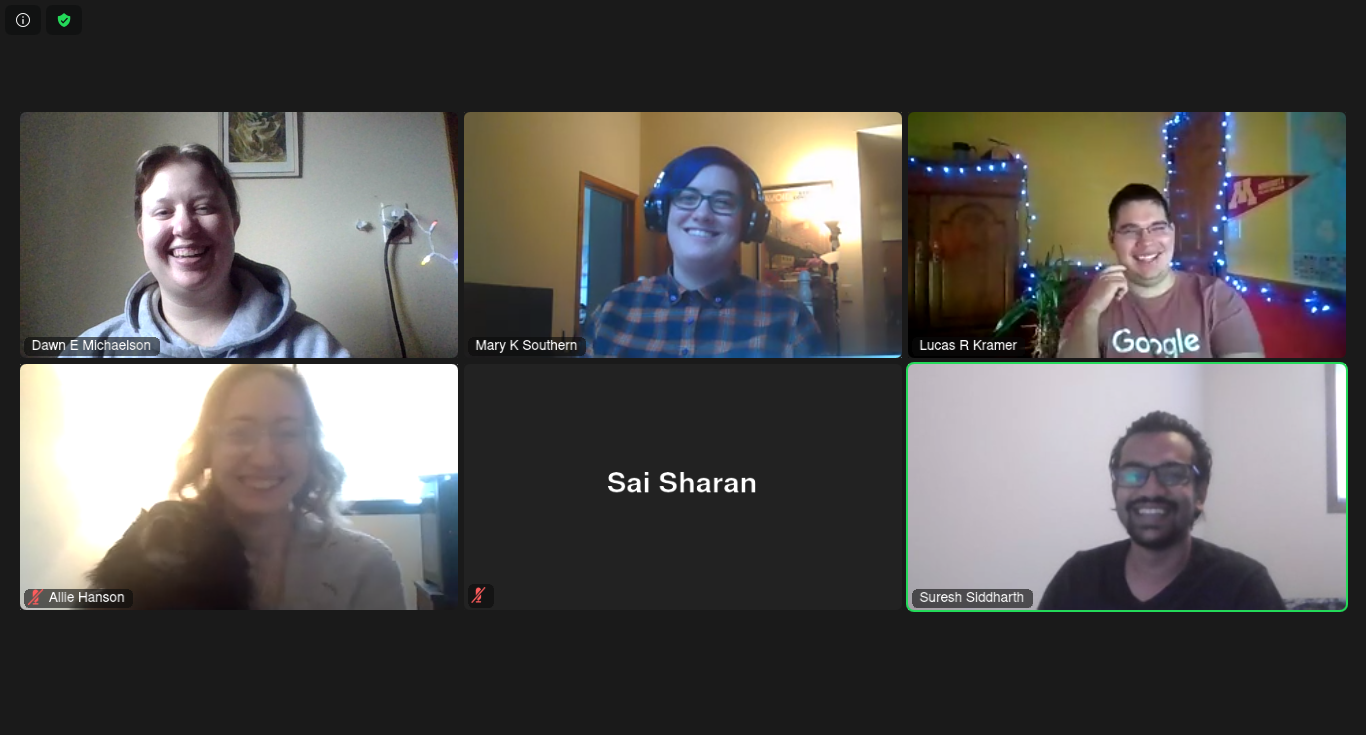 Dawn E Michaelson
Mary K Southern
Google
Lucas R Kramer
Allie Hanson
Sai Sharan
Suresh Siddharth